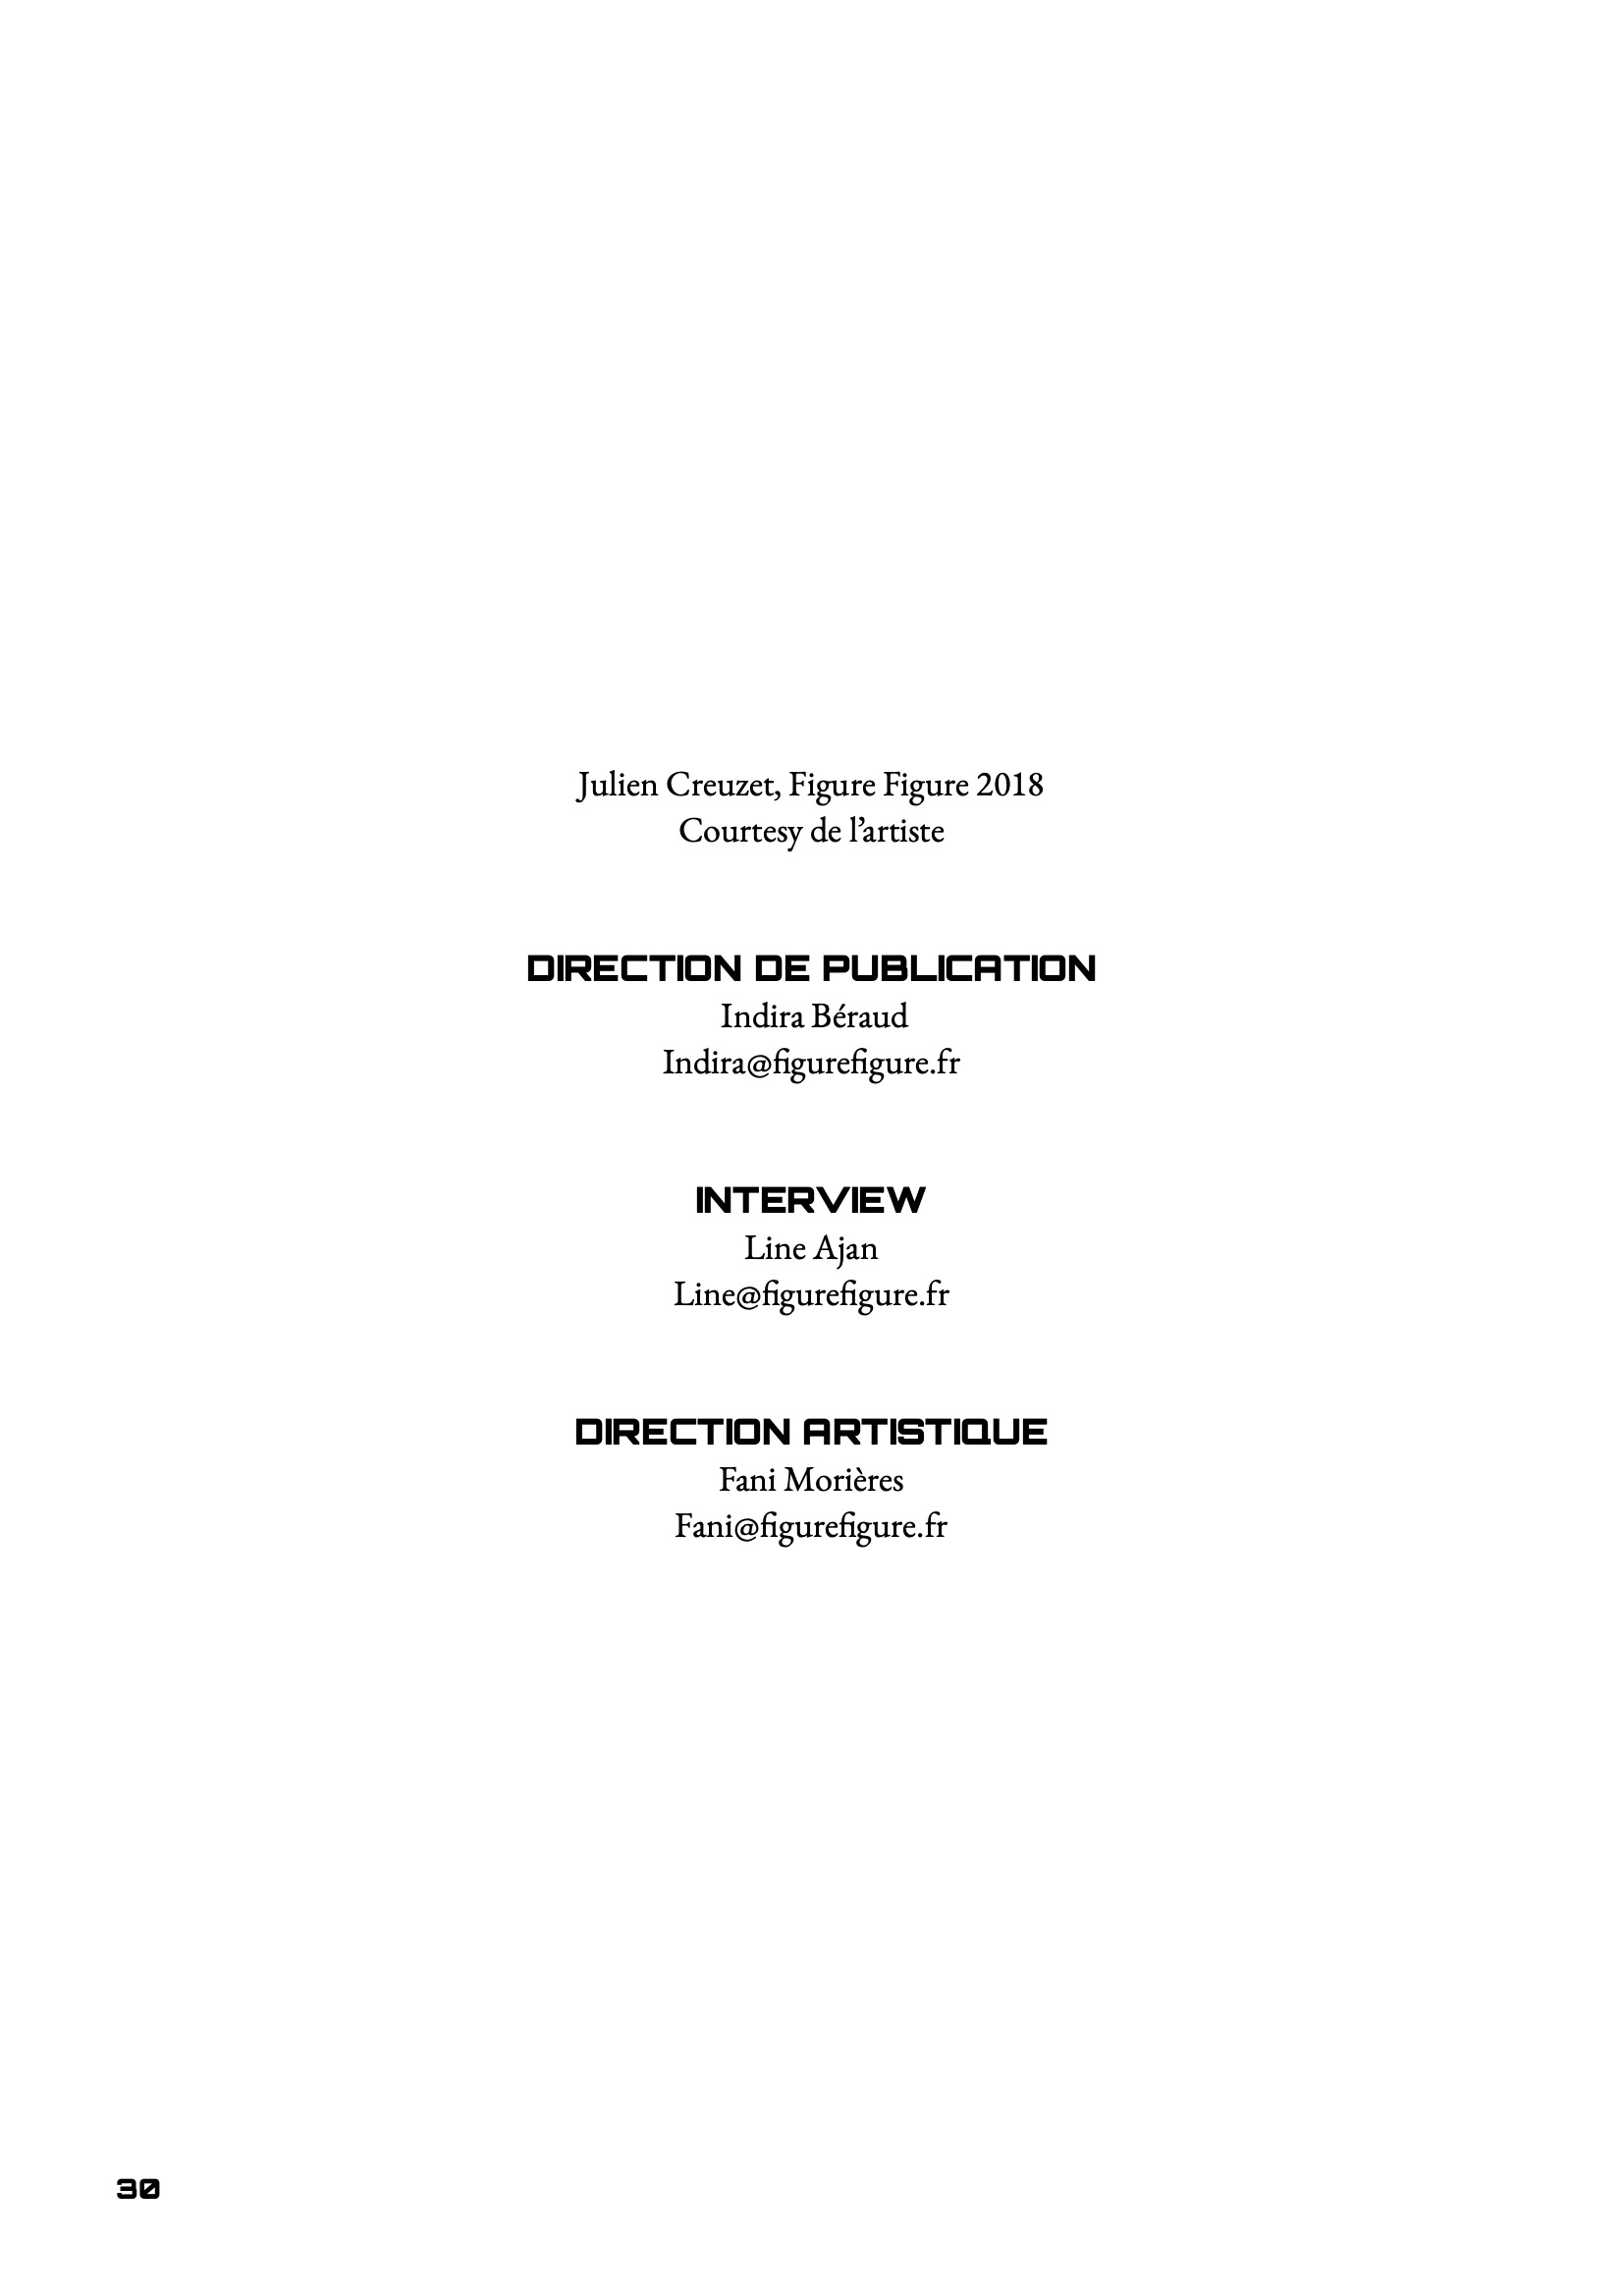 Julien Creuzet, Figure Figure 2018
Courtesy de l’artiste
DIRECTION DE PUBLICATION
Indira Béraud
Indira@figurefigure.fr
INTERVIEW
Line Ajan
Line@figurefigure.fr
DIRECTION ARTISTIQUE
Fani Morières
Fani@figurefigure.fr
30